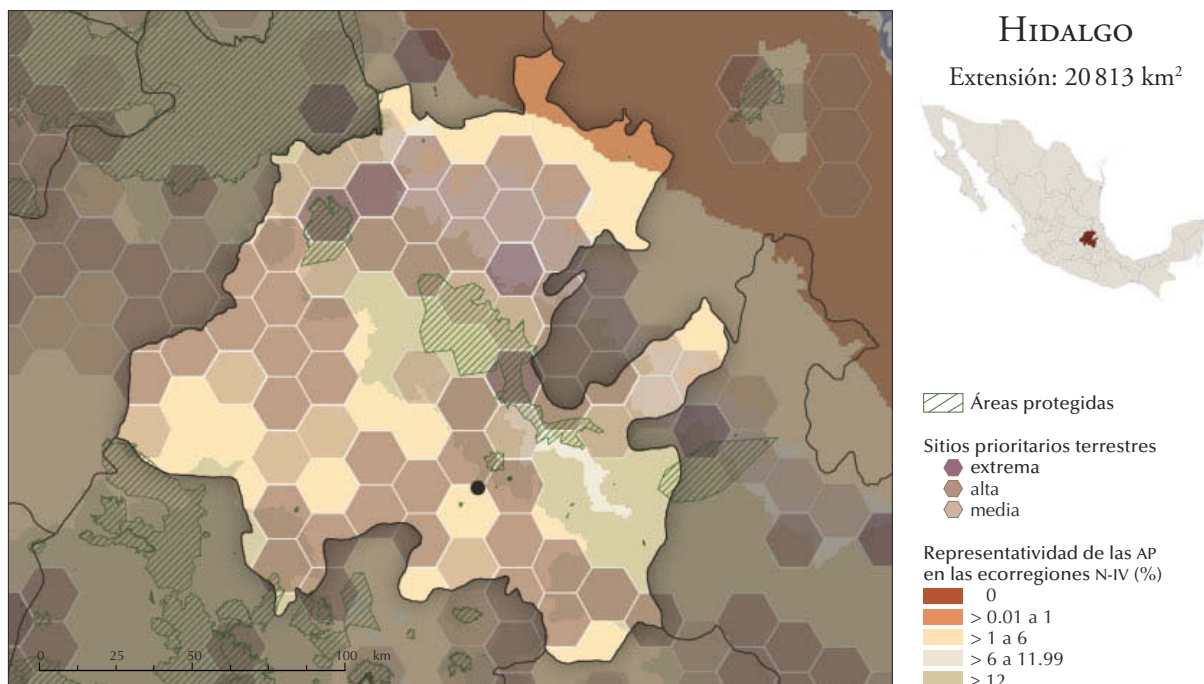 HIDALGO
Extensión: 20 813 km²
Áreas protegidas
Sitios prioritarios terrestres
extrema
alta
media
Representatividad de las AP
en las ecorregiones N-IV (%)
0
> 0.01 a 1
> 1 a 6
> 6 a 11.99
> 12
0 25 50 100 km